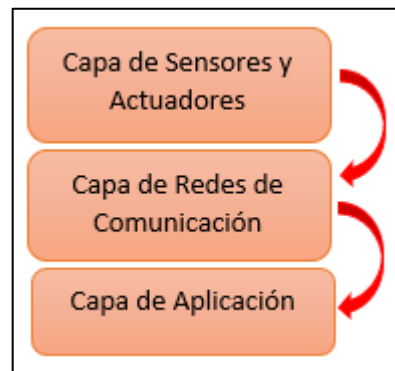 Capa de Sensores y
Actuadores
Capa de Redes de
Comunicación
Capa de Aplicación